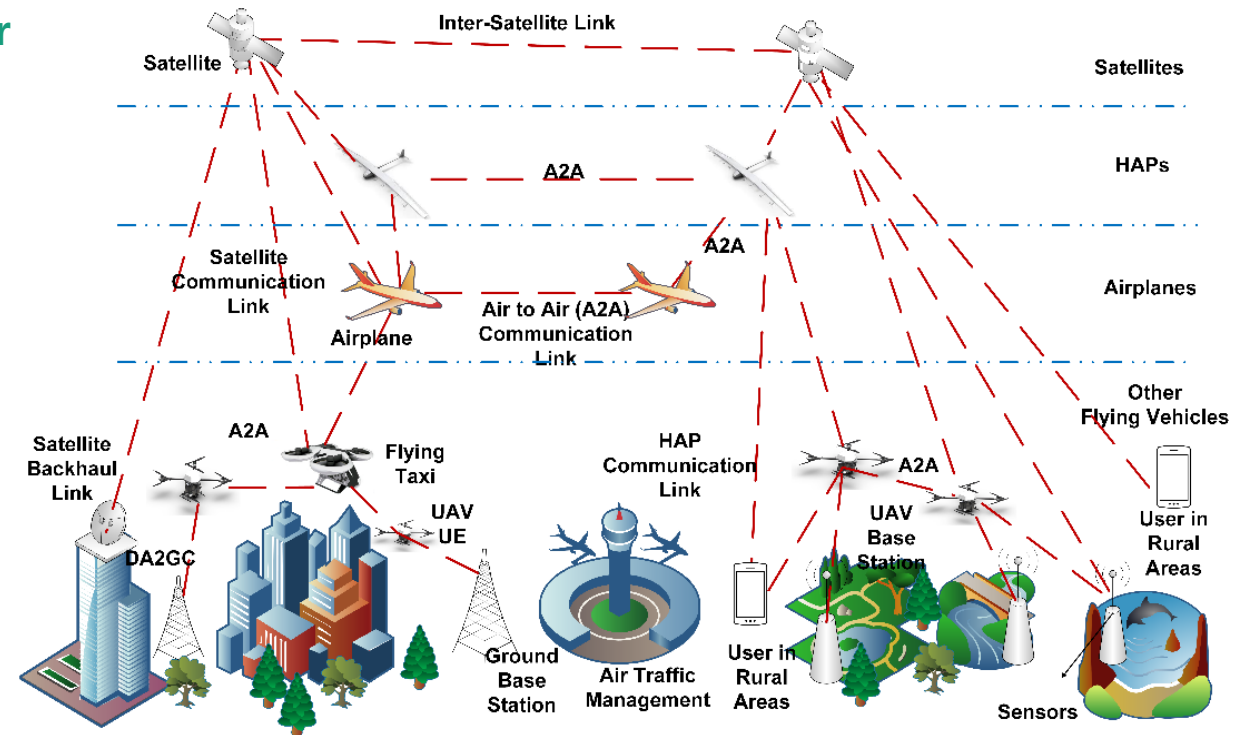 r
Inter-Satellite Link
Satellite
Satellites
A2A
HAPs
Satellite
Communication
Link
A2A
Airplanes
Air to Air (A2A)
Communication
Link
Airplane
Other
Flying Vehicles
A2A
Satellite
Backhaul
Link
Flying
Taxi
HAP
Communication
Link
A2A
UAV
UE
UAV
Base
Station
User in
Rural
Areas
DA2GC
Ground
Base
Station
Air Traffic
Management
User in
Rural
Areas
Sensors